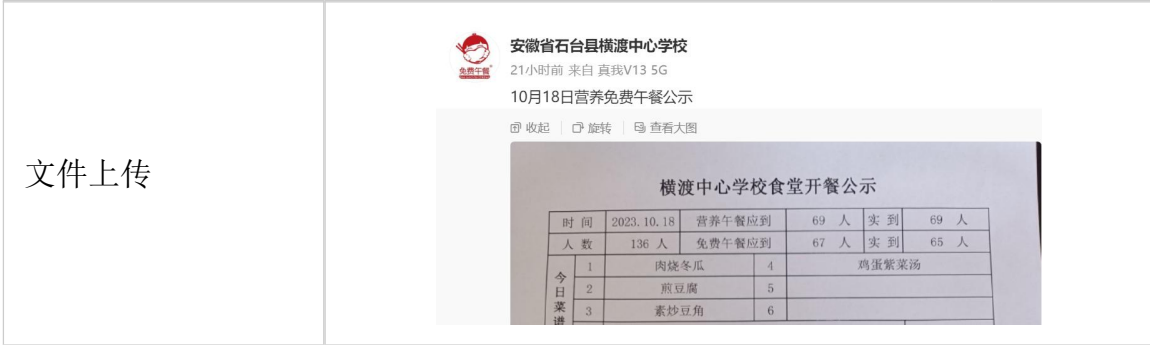 文件上传
免费午餐
安徽省石台县横渡中心学校
21小时前 来自 真我V13 5G
10月18日营养免费午餐公示
收起 旋转 查看大图
横渡中心学校食堂开餐公示
时 间 2023.10.18 营养午餐应到 69 人 实 到 69 人
人 数 136 人 免费午餐应到 67 人 实 到 65 人
今日菜谱
1 肉烧冬瓜 4 鸡蛋紫菜汤
2 煎豆腐 5
3 素炒豆角 6